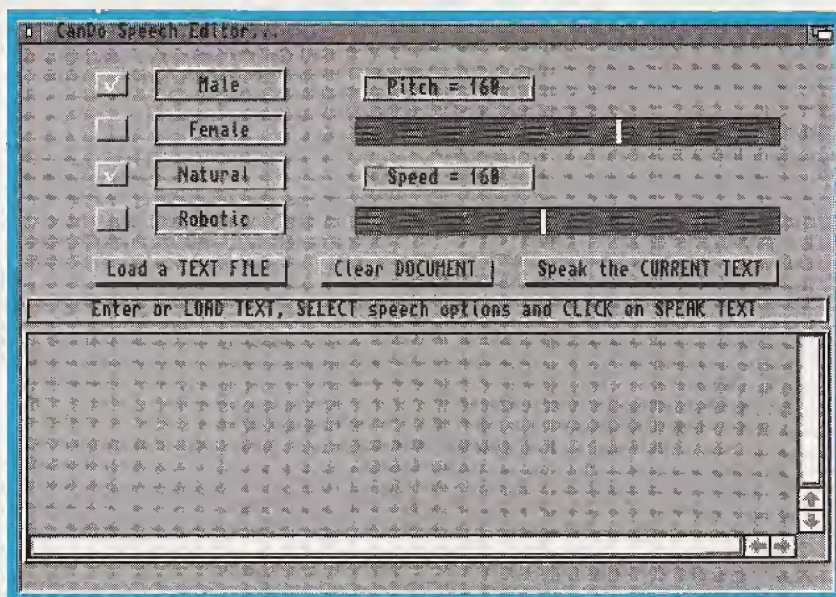 CanDo Speech Editor...
Male
Pitch = 160
Female
Natural
Speed = 160
Robotic
Load a TEXT FILE
Clear DOCUMENT
Speak the CURRENT TEXT
Enter or LOAD TEXT, SELECT speech options and CLICK on SPEAK TEXT